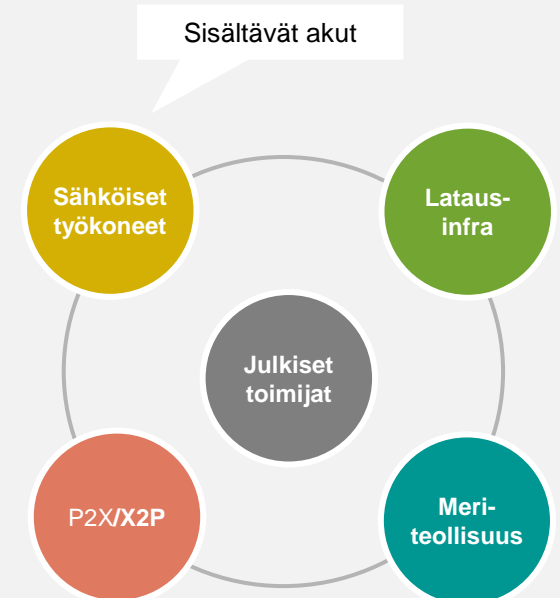 Sisältävät akut
Sähköiset
työkoneet
Lataus-
infra
Julkiset
toimijat
P2X/X2P
Meri-
teollisuus